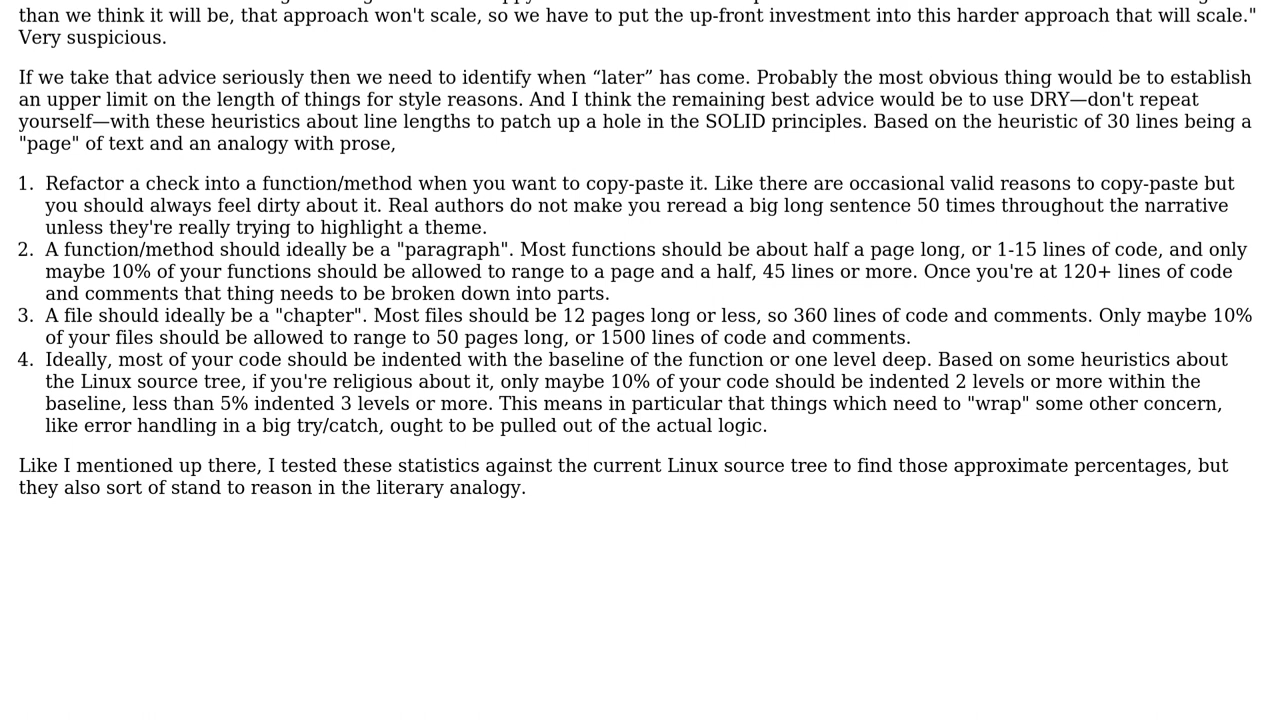 than we think it will be, that approach won't scale, so we have to put the up-front investment into this harder approach that will scale."
Very suspicious.
If we take that advice seriously then we need to identify when “later” has come. Probably the most obvious thing would be to establish
an upper limit on the length of things for style reasons. And I think the remaining best advice would be to use DRY—don't repeat
yourself—with these heuristics about line lengths to patch up a hole in the SOLID principles. Based on the heuristic of 30 lines being a
"page" of text and an analogy with prose,
1. Refactor a check into a function/method when you want to copy-paste it. Like there are occasional valid reasons to copy-paste but
you should always feel dirty about it. Real authors do not make you reread a big long sentence 50 times throughout the narrative
unless they're really trying to highlight a theme.
2. A function/method should ideally be a "paragraph". Most functions should be about half a page long, or 1-15 lines of code, and only
maybe 10% of your functions should be allowed to range to a page and a half, 45 lines or more. Once you're at 120+ lines of code
and comments that thing needs to be broken down into parts.
3. A file should ideally be a "chapter". Most files should be 12 pages long or less, so 360 lines of code and comments. Only maybe 10%
of your files should be allowed to range to 50 pages long, or 1500 lines of code and comments.
4. Ideally, most of your code should be indented with the baseline of the function or one level deep. Based on some heuristics about
the Linux source tree, if you're religious about it, only maybe 10% of your code should be indented 2 levels or more within the
baseline, less than 5% indented 3 levels or more. This means in particular that things which need to "wrap" some other concern,
like error handling in a big try/catch, ought to be pulled out of the actual logic.
Like I mentioned up there, I tested these statistics against the current Linux source tree to find those approximate percentages, but
they also sort of stand to reason in the literary analogy.